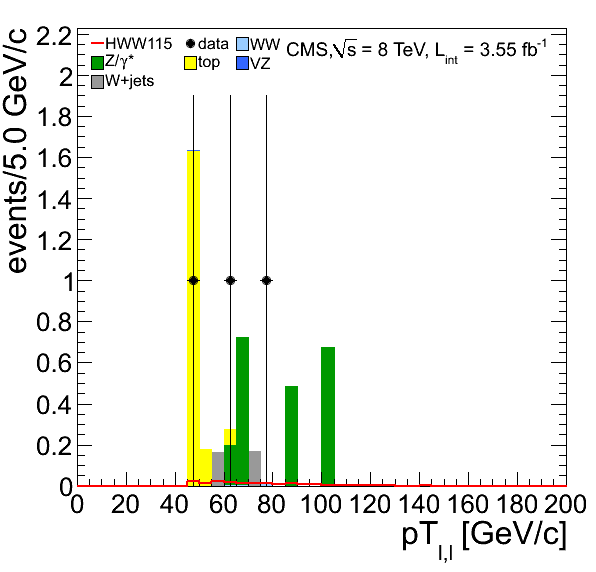 HWW115 data WW CMS,√s = 8 TeV, L_int = 3.55 fb⁻¹
Z/γ* top VZ
W+jets
events/5.0 GeV/c
2.2
2
1.8
1.6
1.4
1.2
1
0.8
0.6
0.4
0.2
0
0 20 40 60 80 100 120 140 160 180 200
pT_l,l [GeV/c]